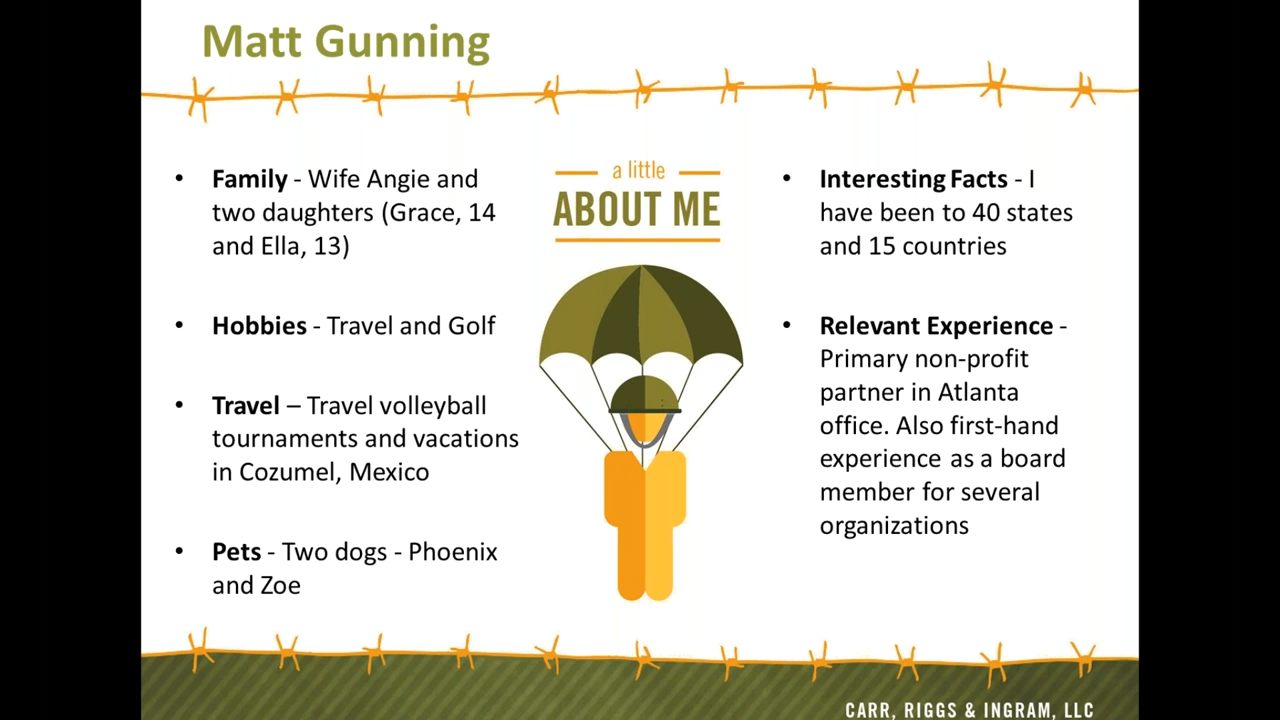 Matt Gunning
• Family - Wife Angie and
two daughters (Grace, 14
and Ella, 13)
• Hobbies - Travel and Golf
• Travel – Travel volleyball
tournaments and vacations
in Cozumel, Mexico
• Pets - Two dogs - Phoenix
and Zoe
a little
ABOUT ME
• Interesting Facts - I
have been to 40 states
and 15 countries
• Relevant Experience -
Primary non-profit
partner in Atlanta
office. Also first-hand
experience as a board
member for several
organizations
CARR, RIGGS & INGRAM, LLC